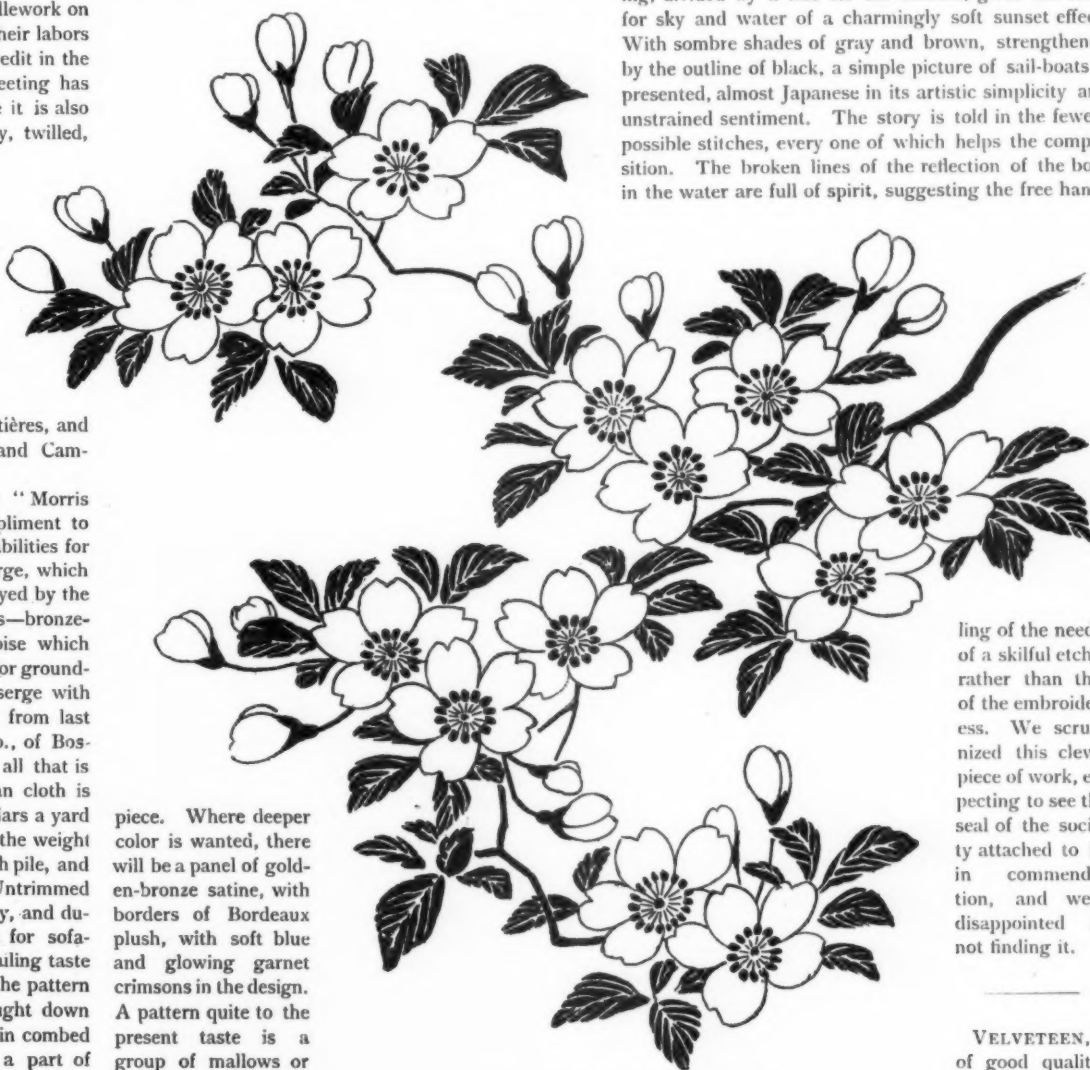 llework on
heir labors
edit in the
eeting has
e it is also
y, twilled,
tières, and
and Cam-
“ Morris
pliment to
abilities for
rge, which
yed by the
s—bronze-
oise which
or ground-
serge with
from last
o., of Bos-
all that is
an cloth is
lars a yard
the weight
h pile, and
Untrimmed
y, and du-
for sofa-
uling taste
he pattern
ght down
in combed
a part of
piece. Where deeper
color is wanted, there
will be a panel of gold-
en-bronze satine, with
borders of Bordeaux
plush, with soft blue
and glowing garnet
crimsons in the design.
A pattern quite to the
present taste is a
group of mallows or
for sky and water of a charmingly soft sunset effe
With sombre shades of gray and brown, strengthen
by the outline of black, a simple picture of sail-boats
presented, almost Japanese in its artistic simplicity a
unstrained sentiment. The story is told in the fewe
possible stitches, every one of which helps the comp
sition. The broken lines of the reflection of the bo
in the water are full of spirit, suggesting the free han
ling of the need
of a skilful etch
rather than th
of the embroide
ess. We scru
nized this clev
piece of work, e
pecting to see th
seal of the soci
ty attached to
in commend
tion, and we
disappointed
not finding it.
VELVETEEN,
of good qualit